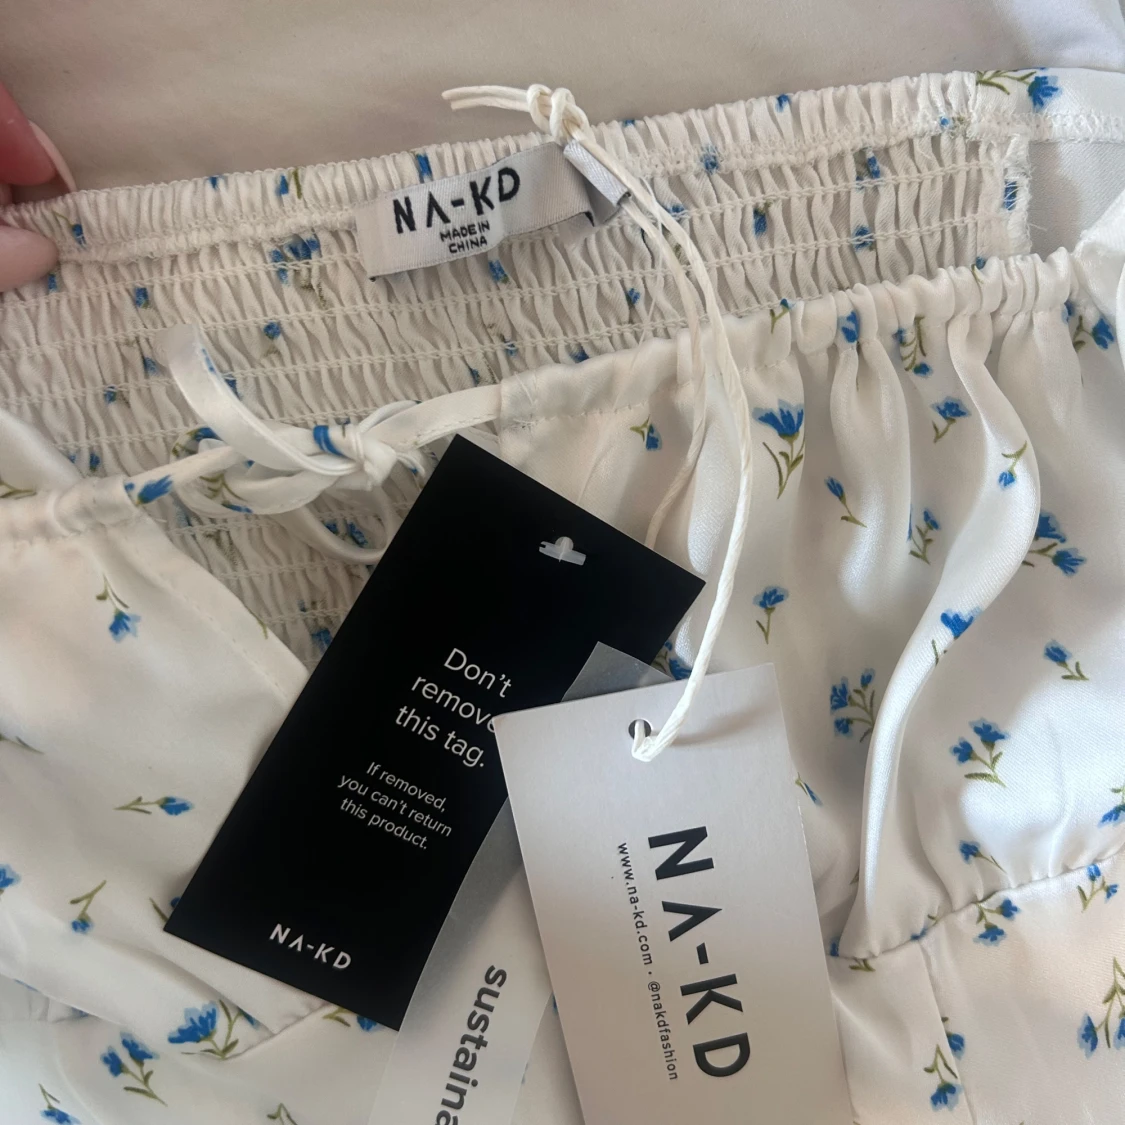 NA-KD
MADE IN
CHINA
Don't
remove
this tag.
If removed,
you can't return
this product.
NA-KD
sustaina
NA-KD
www.na-kd.com · @nakdfashion